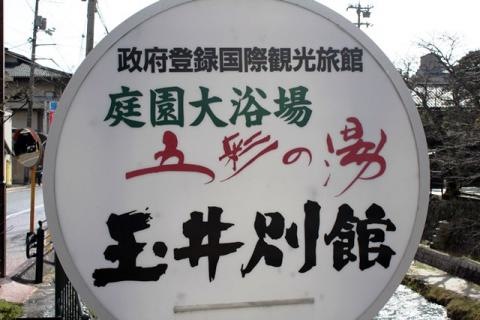 政府登録国際観光旅館
庭園大浴場
五彩の湯
玉井別館